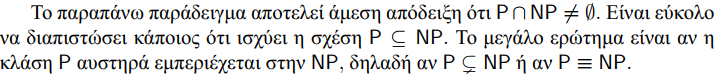 Το παραπάνω παράδειγμα αποτελεί άμεση απόδειξη ότι P ∩ NP ≠ ∅. Είναι εύκολο
να διαπιστώσει κάποιος ότι ισχύει η σχέση P ⊆ NP. Το μεγάλο ερώτημα είναι αν η
κλάση P αυστηρά εμπεριέχεται στην NP, δηλαδή αν P ⊊ NP ή αν P ≡ NP.